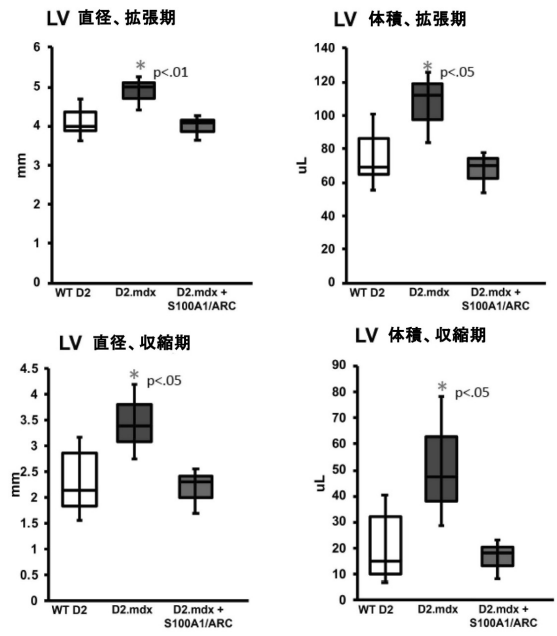 LV 直径、拡張期
6
5
4
3
2
1
0
mm
*
p<.01
WT D2
D2.mdx
D2.mdx +
S100A1/ARC
LV 体積、拡張期
140
120
100
80
60
40
20
0
uL
*
p<.05
WT D2
D2.mdx
D2.mdx +
S100A1/ARC
LV 直径、収縮期
4.5
4
3.5
3
2.5
2
1.5
1
0.5
0
mm
*
p<.05
WT D2
D2.mdx
D2.mdx +
S100A1/ARC
LV 体積、収縮期
90
80
70
60
50
40
30
20
10
0
uL
*
p<.05
WT D2
D2.mdx
D2.mdx +
S100A1/ARC